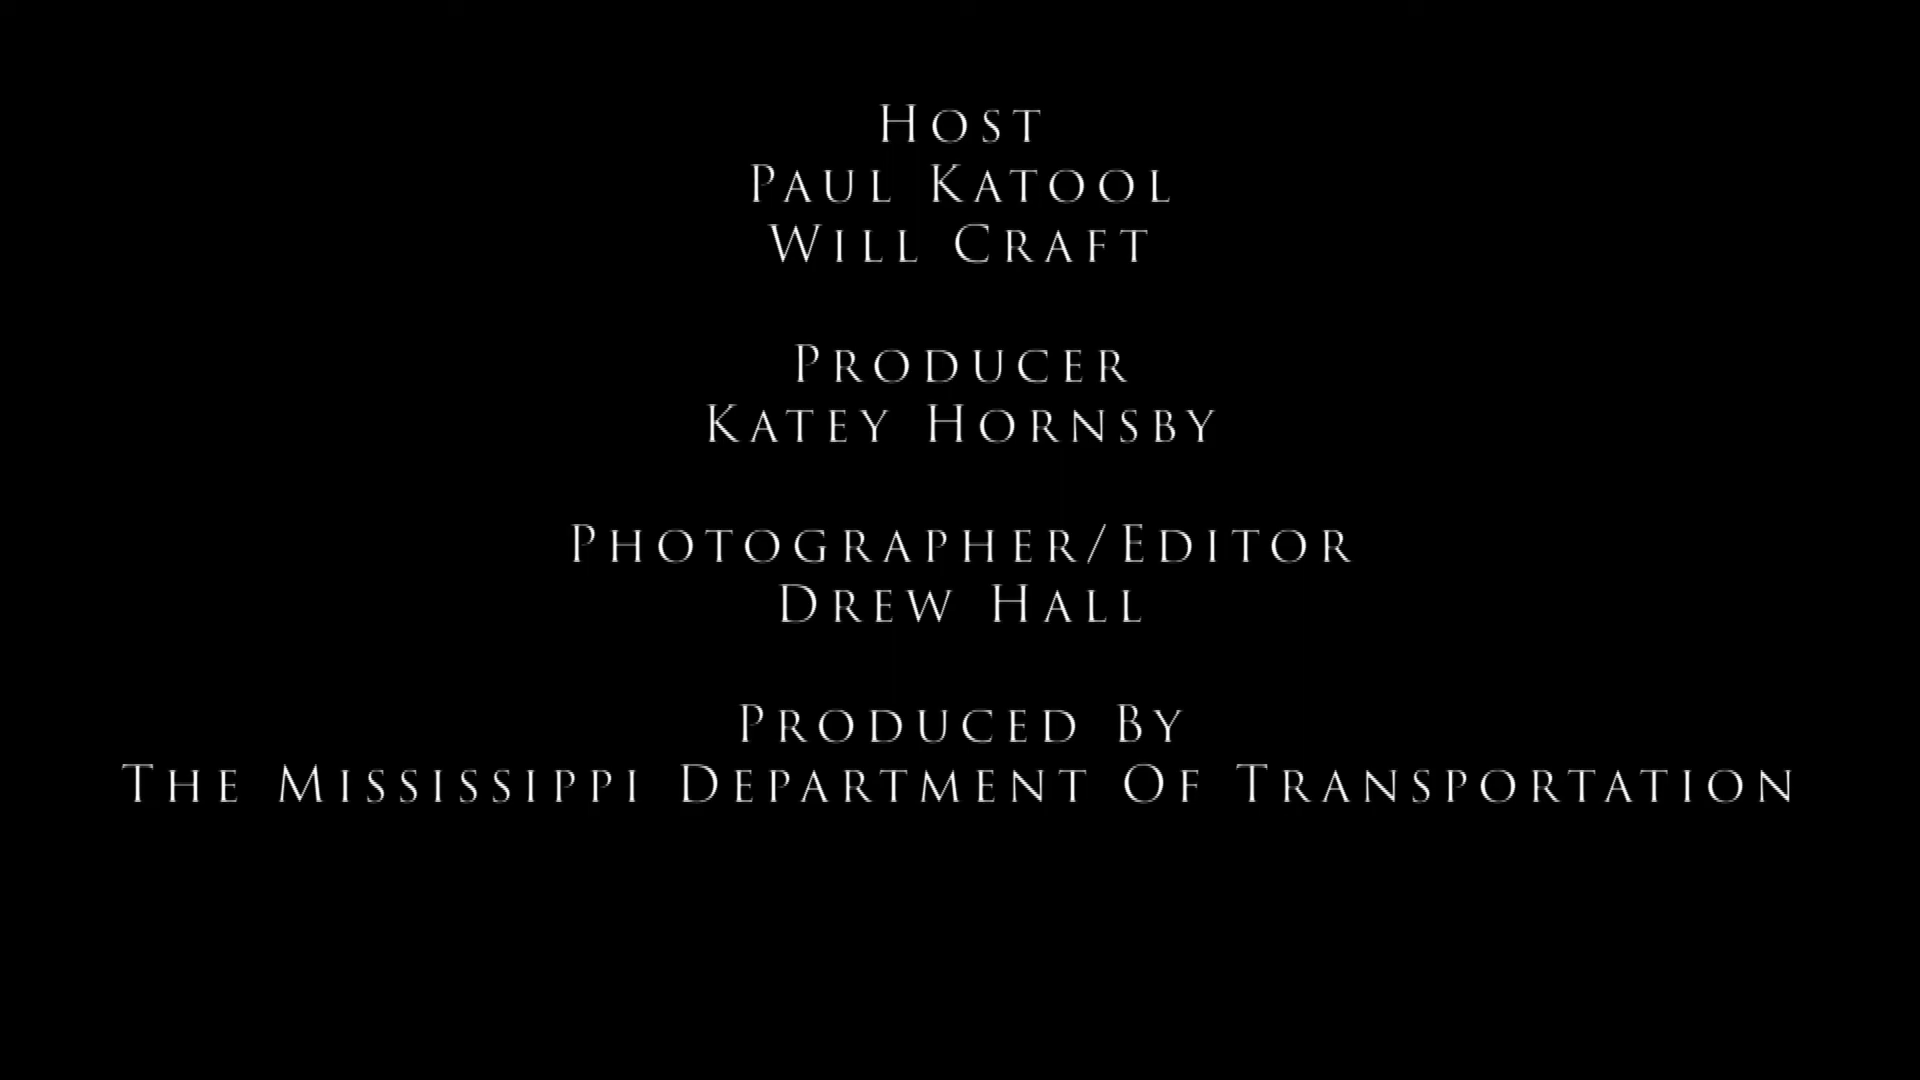 Host
Paul Katool
Will Craft
Producer
Katey Hornsby
Photographer/Editor
Drew Hall
Produced By
The Mississippi Department Of Transportation